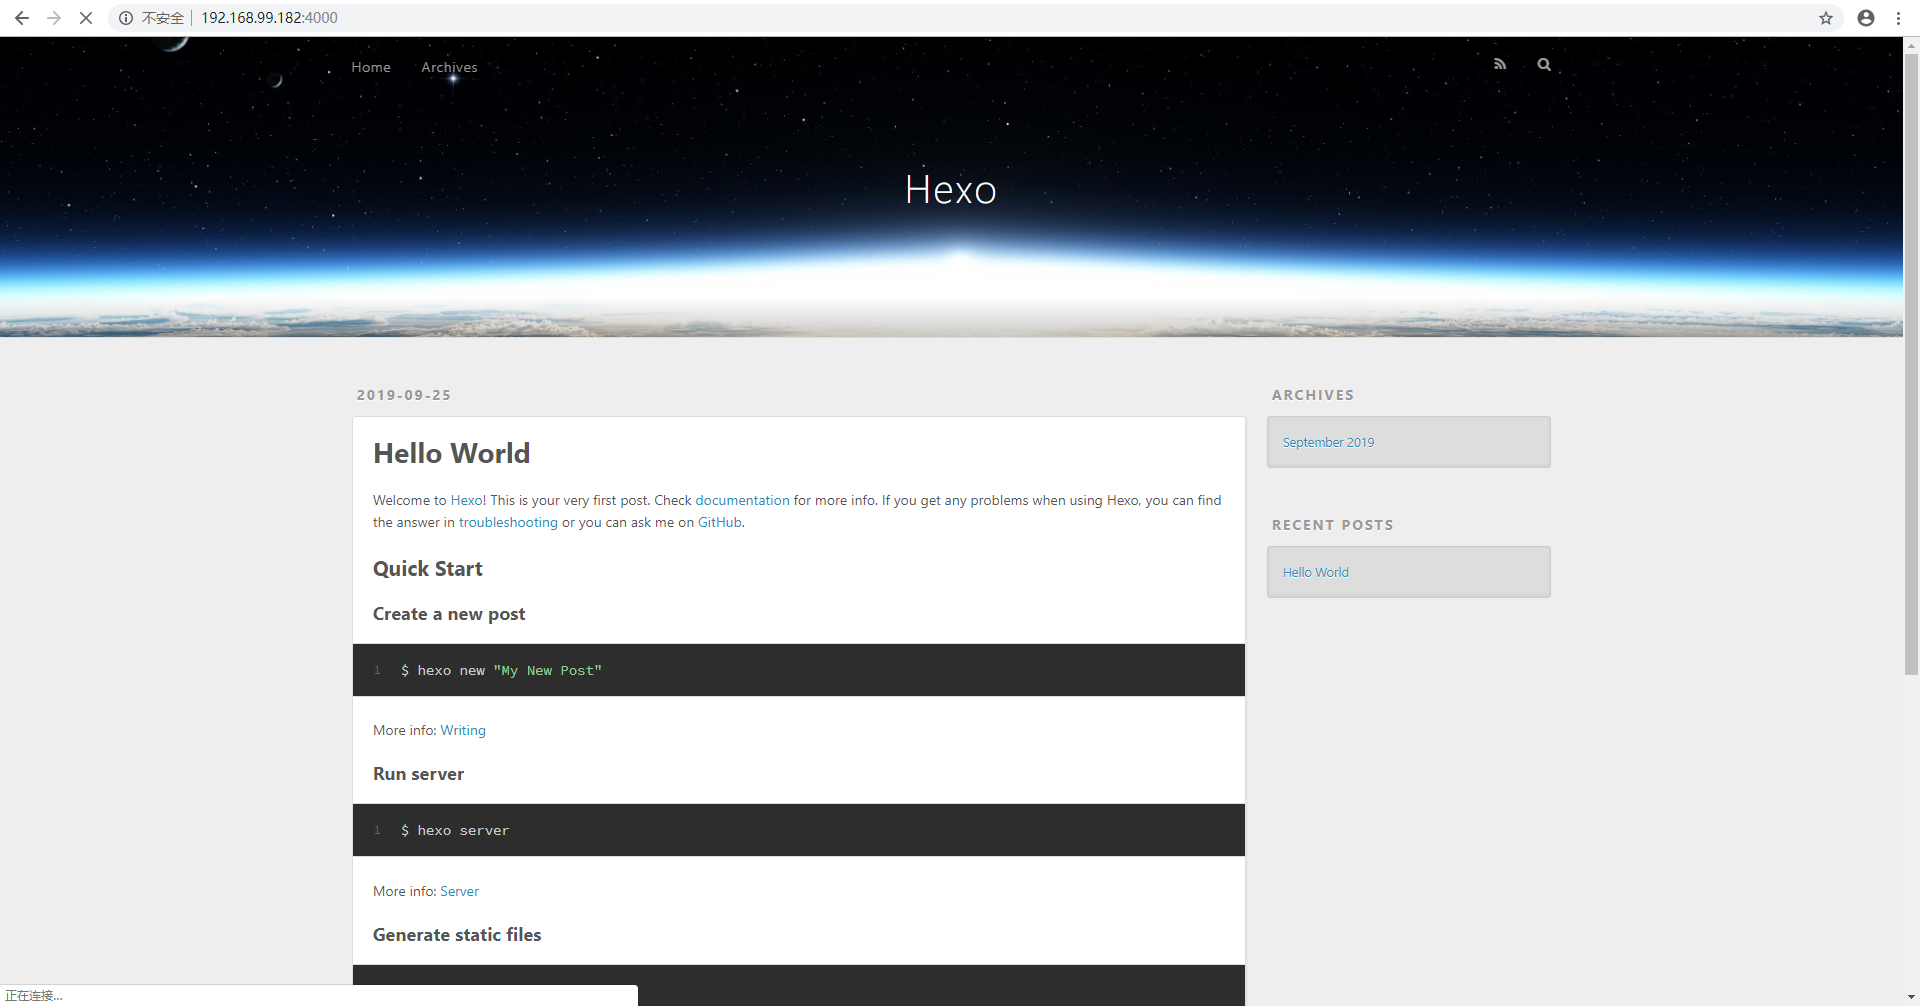 不安全 192.168.99.182:4000
Home Archives
Hexo
2019-09-25
Hello World
Welcome to Hexo! This is your very first post. Check documentation for more info. If you get any problems when using Hexo, you can find
the answer in troubleshooting or you can ask me on GitHub.
Quick Start
Create a new post
1 $ hexo new "My New Post"
More info: Writing
Run server
1 $ hexo server
More info: Server
Generate static files
ARCHIVES
September 2019
RECENT POSTS
Hello World
正在连接...